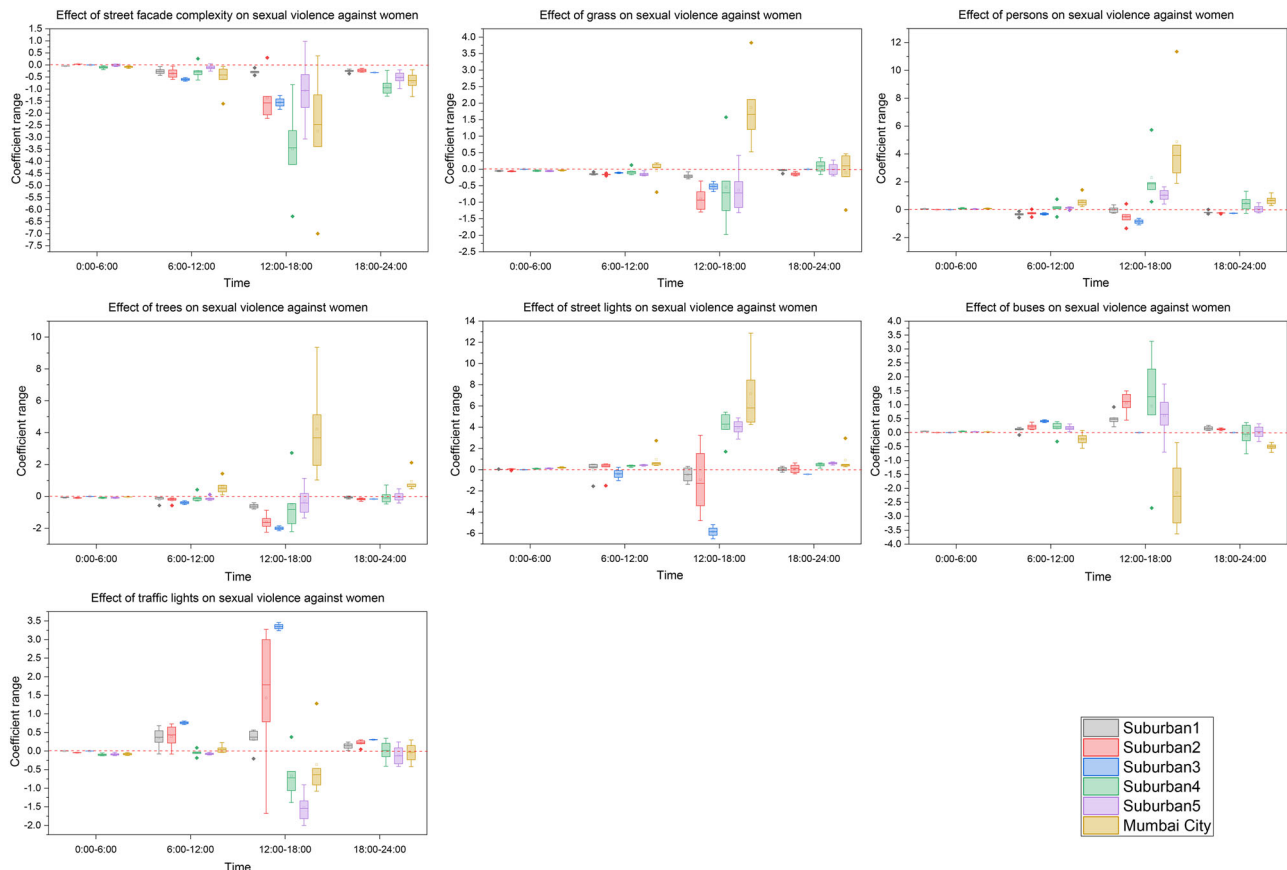 Effect of street facade complexity on sexual violence against women
Coefficient range
1.5
1.0
0.5
0.0
-0.5
-1.0
-1.5
-2.0
-2.5
-3.0
-3.5
-4.0
-4.5
-5.0
-5.5
-6.0
-6.5
-7.0
-7.5
0:00-6:00 6:00-12:00 12:00-18:00 18:00-24:00
Time
Effect of grass on sexual violence against women
Coefficient range
4.0
3.5
3.0
2.5
2.0
1.5
1.0
0.5
0.0
-0.5
-1.0
-1.5
-2.0
0:00-6:00 6:00-12:00 12:00-18:00 18:00-24:00
Time
Effect of persons on sexual violence against women
Coefficient range
12
10
8
6
4
2
0
-2
0:00-6:00 6:00-12:00 12:00-18:00 18:00-24:00
Time
Effect of trees on sexual violence against women
Coefficient range
10
8
6
4
2
0
-2
0:00-6:00 6:00-12:00 12:00-18:00 18:00-24:00
Time
Effect of street lights on sexual violence against women
Coefficient range
14
12
10
8
6
4
2
0
-2
-4
-6
0:00-6:00 6:00-12:00 12:00-18:00 18:00-24:00
Time
Effect of buses on sexual violence against women
Coefficient range
4.0
3.5
3.0
2.5
2.0
1.5
1.0
0.5
0.0
-0.5
-1.0
-1.5
-2.0
-2.5
-3.0
-3.5
-4.0
0:00-6:00 6:00-12:00 12:00-18:00 18:00-24:00
Time
Effect of traffic lights on sexual violence against women
Coefficient range
3.5
3.0
2.5
2.0
1.5
1.0
0.5
0.0
-0.5
-1.0
-1.5
-2.0
0:00-6:00 6:00-12:00 12:00-18:00 18:00-24:00
Time
Suburban1
Suburban2
Suburban3
Suburban4
Suburban5
Mumbai City